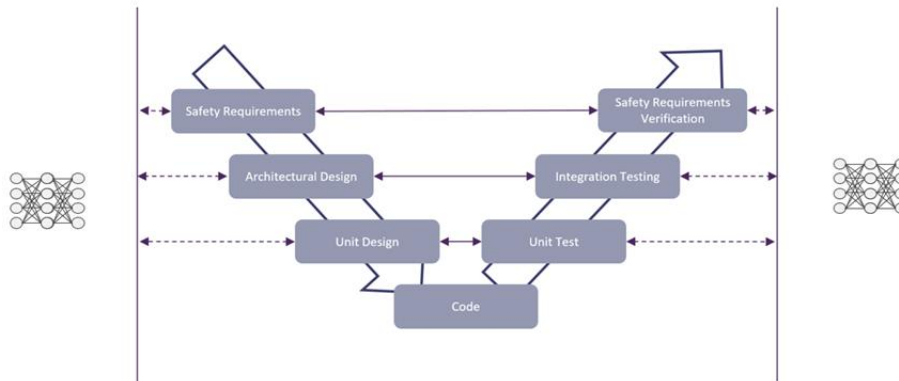 Safety Requirements
Safety Requirements
Verification
Architectural Design
Integration Testing
Unit Design
Unit Test
Code